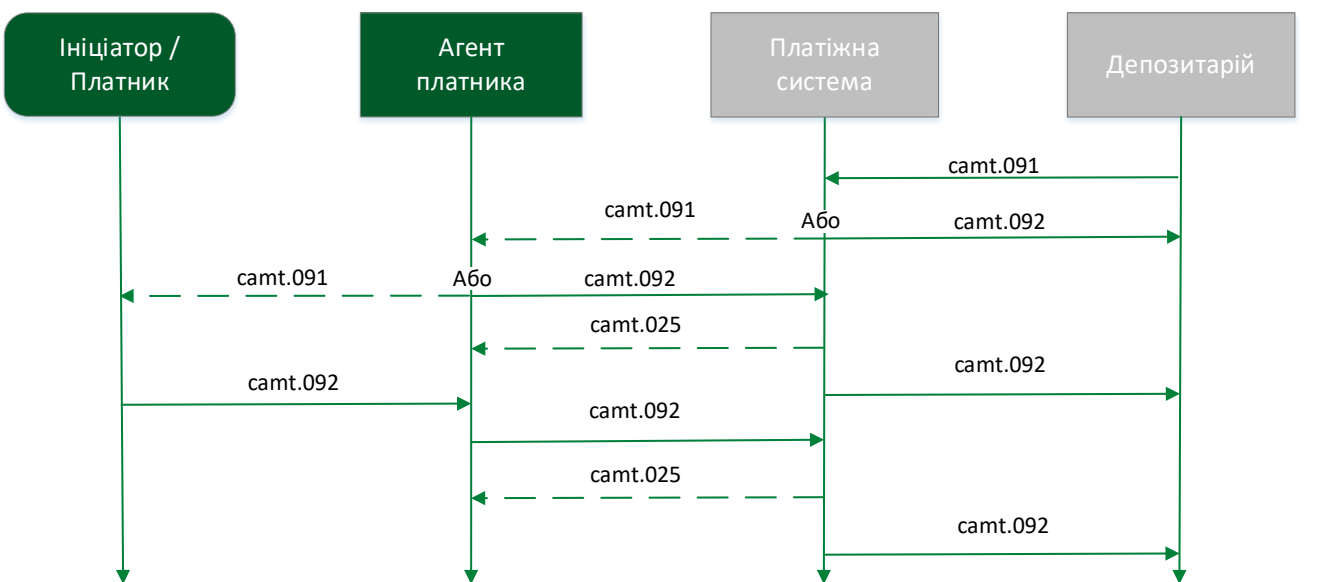 Ініціатор /
Платник
Агент
платника
Платіжна
система
Депозитарій
camt.091
camt.091
Або
camt.092
camt.091
Або
camt.092
camt.025
camt.092
camt.092
camt.092
camt.025
camt.092